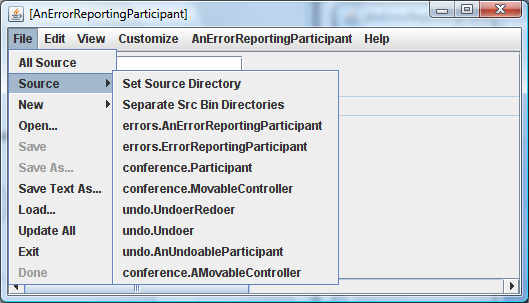 [AnErrorReportingParticipant]
File Edit View Customize AnErrorReportingParticipant Help
All Source
Source
New
Open...
Save
Save As...
Save Text As...
Load...
Update All
Exit
Done
Set Source Directory
Separate Src Bin Directories
errors.AnErrorReportingParticipant
errors.ErrorReportingParticipant
conference.Participant
conference.MovableController
undo.UndoerRedoer
undo.Undoer
undo.AnUndoableParticipant
conference.AMovableController